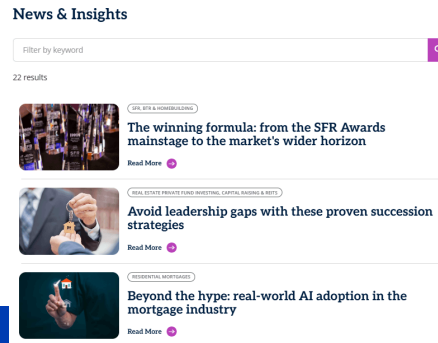 News & Insights
Filter by keyword
22 results
SFR, BTR & HOMEBUILDING
The winning formula: from the SFR Awards
mainstage to the market's wider horizon
Read More
REAL ESTATE PRIVATE FUND INVESTING, CAPITAL RAISING & REITS
Avoid leadership gaps with these proven succession
strategies
Read More
RESIDENTIAL MORTGAGES
Beyond the hype: real-world AI adoption in the
mortgage industry
Read More